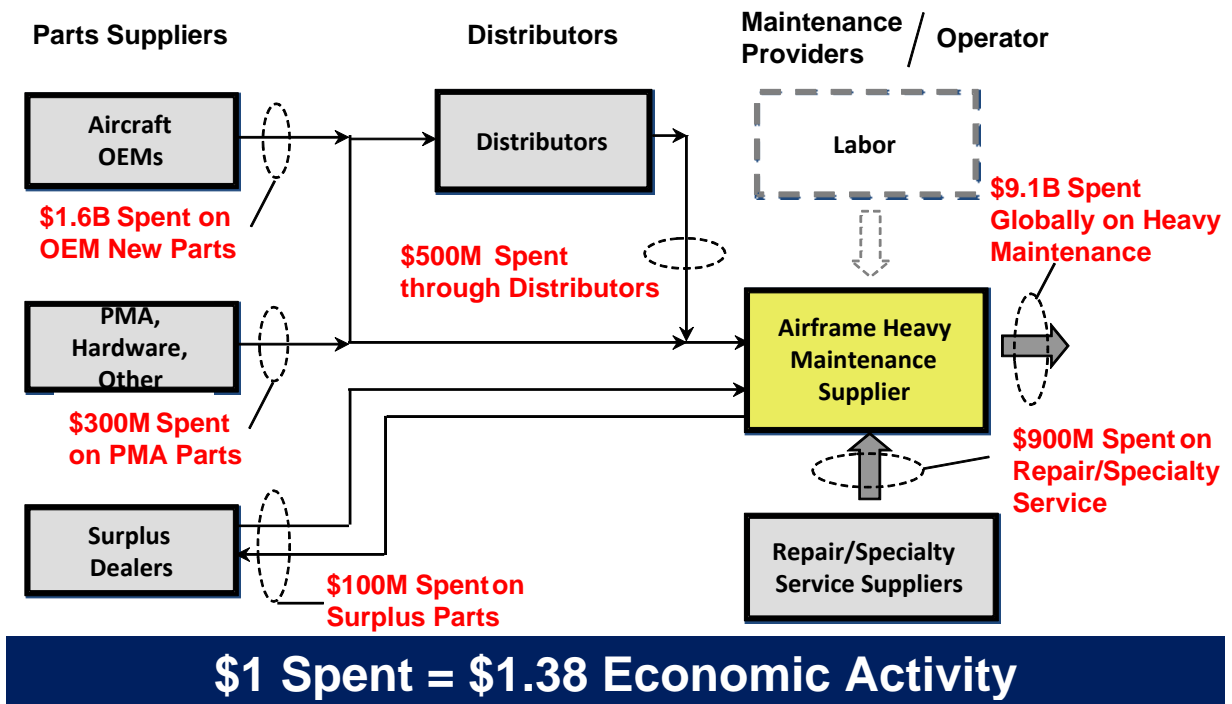 Parts Suppliers
Distributors
Maintenance
Providers
/
Operator
Aircraft
OEMs
Distributors
Labor
$1.6B Spent on
OEM New Parts
$500M Spent
through Distributors
$9.1B Spent
Globally on Heavy
Maintenance
PMA,
Hardware,
Other
Airframe Heavy
Maintenance
Supplier
$300M Spent
on PMA Parts
$900M Spent on
Repair/Specialty
Service
Surplus
Dealers
$100M Spent on
Surplus Parts
Repair/Specialty
Service Suppliers
$1 Spent = $1.38 Economic Activity